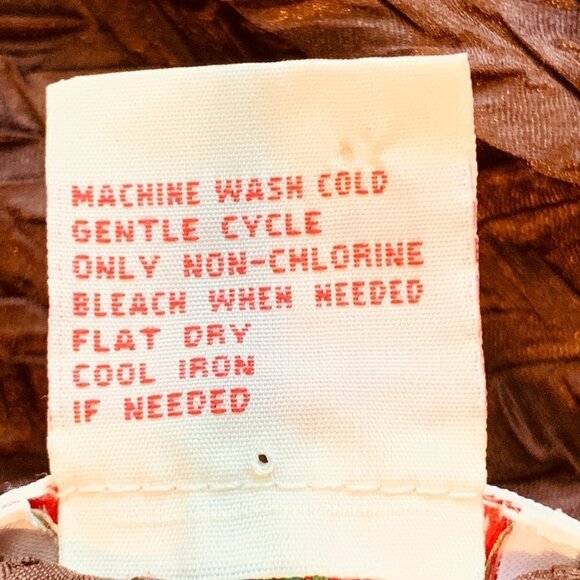 MACHINE WASH COLD
GENTLE CYCLE
ONLY NON-CHLORINE
BLEACH WHEN NEEDED
FLAT DRY
COOL IRON
IF NEEDED